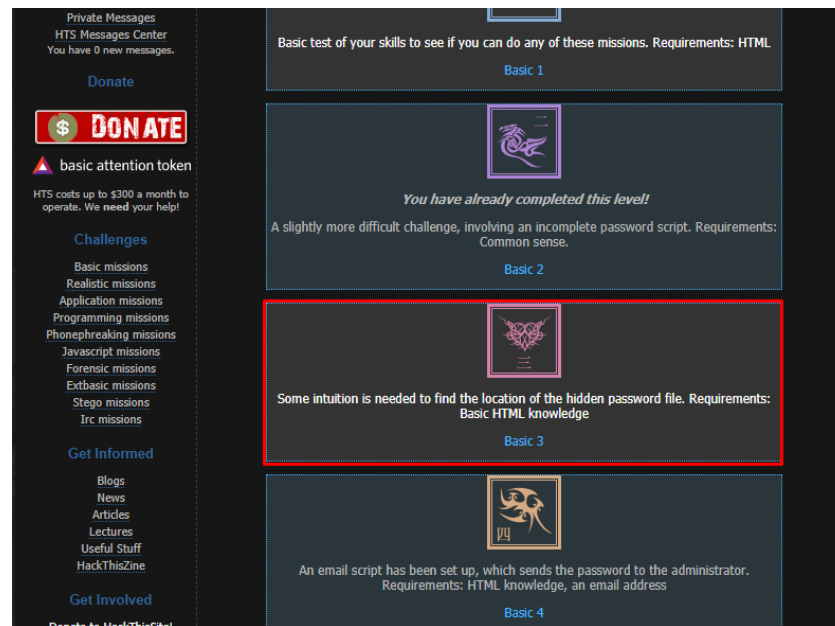 Private Messages
HTS Messages Center
You have 0 new messages.
Donate
$ DONATE
basic attention token
HTS costs up to $300 a month to
operate. We need your help!
Challenges
Basic missions
Realistic missions
Application missions
Programming missions
Phonephreaking missions
Javascript missions
Forensic missions
Extbasic missions
Stego missions
Irc missions
Get Informed
Blogs
News
Articles
Lectures
Useful Stuff
HackThisZine
Get Involved
Donate to HackThisSite!
Basic test of your skills to see if you can do any of these missions. Requirements: HTML
Basic 1
二
You have already completed this level!
A slightly more difficult challenge, involving an incomplete password script. Requirements:
Common sense.
Basic 2
三
Some intuition is needed to find the location of the hidden password file. Requirements:
Basic HTML knowledge
Basic 3
四
An email script has been set up, which sends the password to the administrator.
Requirements: HTML knowledge, an email address
Basic 4